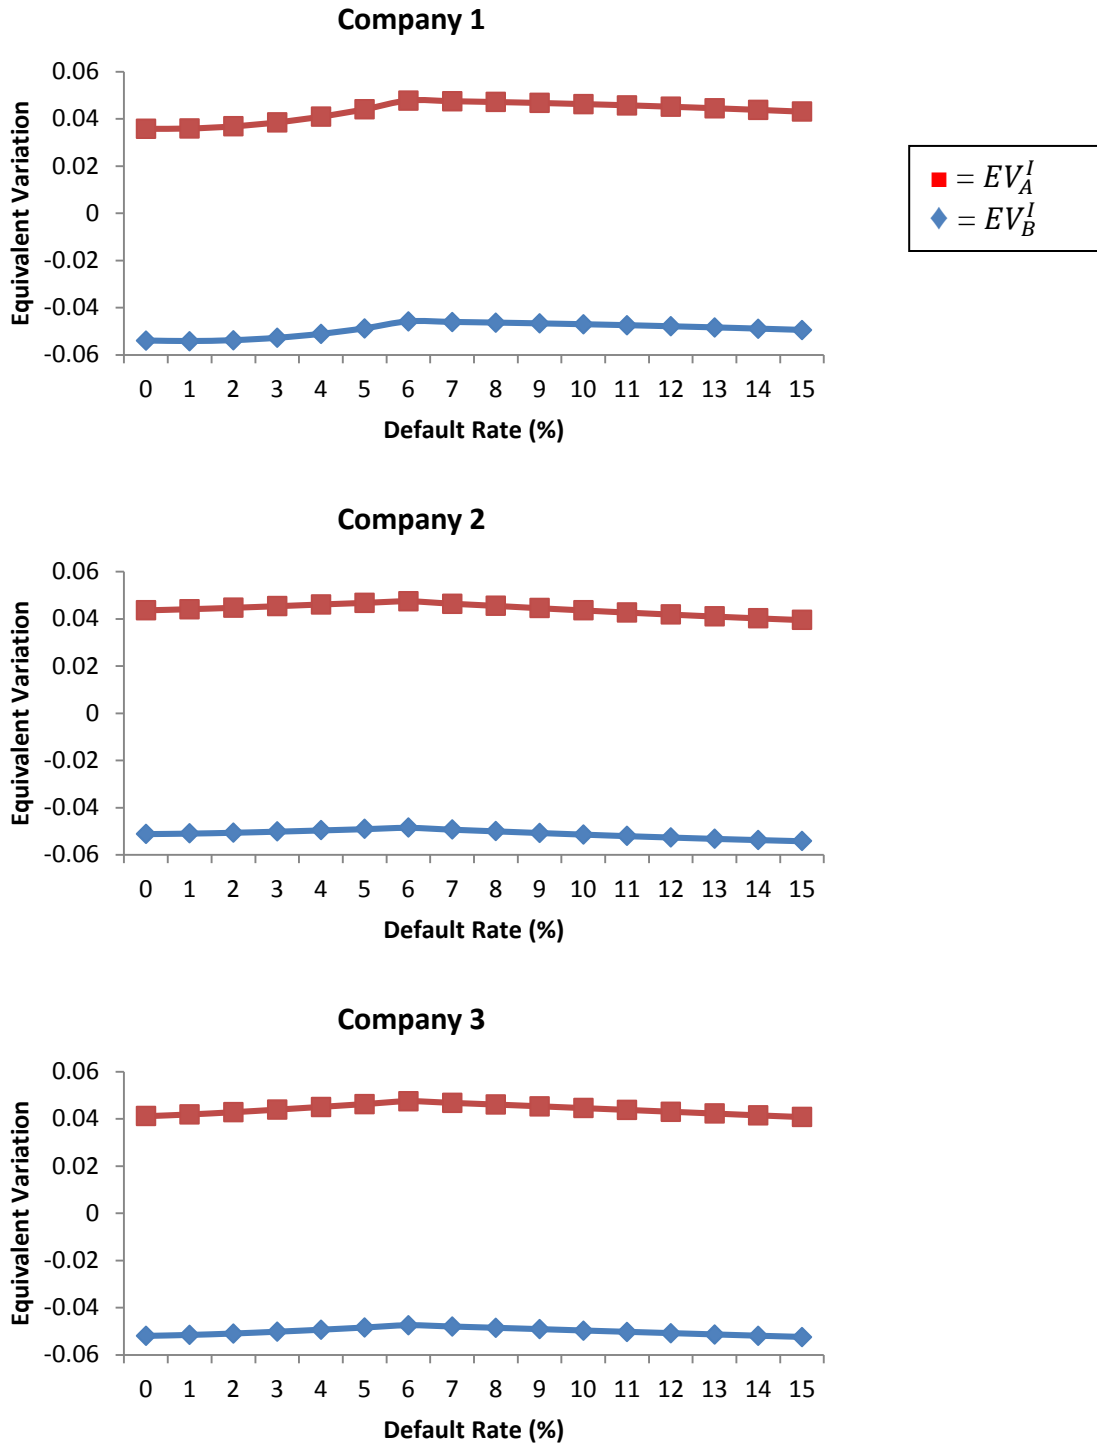 Company 1
Equivalent Variation
0.06
0.04
0.02
0
-0.02
-0.04
-0.06
0 1 2 3 4 5 6 7 8 9 10 11 12 13 14 15
Default Rate (%)
= EV_A^I
= EV_B^I
Company 2
Equivalent Variation
0.06
0.04
0.02
0
-0.02
-0.04
-0.06
0 1 2 3 4 5 6 7 8 9 10 11 12 13 14 15
Default Rate (%)
Company 3
Equivalent Variation
0.06
0.04
0.02
0
-0.02
-0.04
-0.06
0 1 2 3 4 5 6 7 8 9 10 11 12 13 14 15
Default Rate (%)